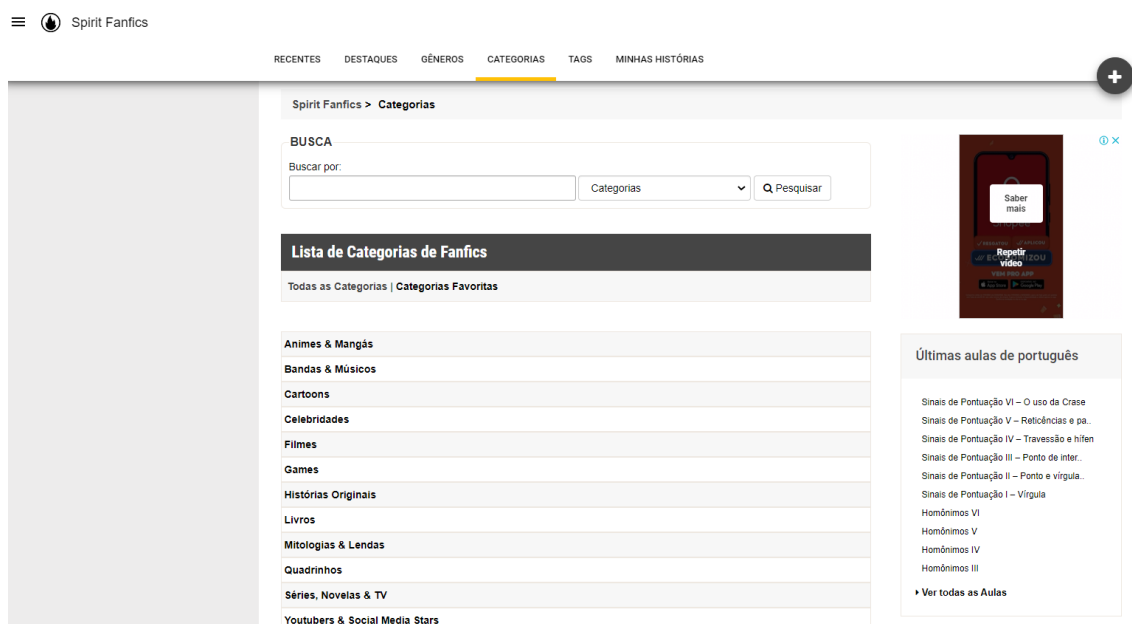 Spirit Fanfics
RECENTES DESTAQUES GÊNEROS CATEGORIAS TAGS MINHAS HISTÓRIAS
Spirit Fanfics > Categorias
BUSCA
Buscar por:
Categorias Pesquisar
Lista de Categorias de Fanfics
Todas as Categorias | Categorias Favoritas
Animes & Mangás
Bandas & Músicos
Cartoons
Celebridades
Filmes
Games
Histórias Originais
Livros
Mitologias & Lendas
Quadrinhos
Séries, Novelas & TV
Youtubers & Social Media Stars
Saber
mais
Repetir
vídeo
VEM PRO APP
Últimas aulas de português
Sinais de Pontuação VI – O uso da Crase
Sinais de Pontuação V – Reticências e pa..
Sinais de Pontuação IV – Travessão e hífen
Sinais de Pontuação III – Ponto de inter..
Sinais de Pontuação II – Ponto e vírgula..
Sinais de Pontuação I – Vírgula
Homônimos VI
Homônimos V
Homônimos IV
Homônimos III
Ver todas as Aulas